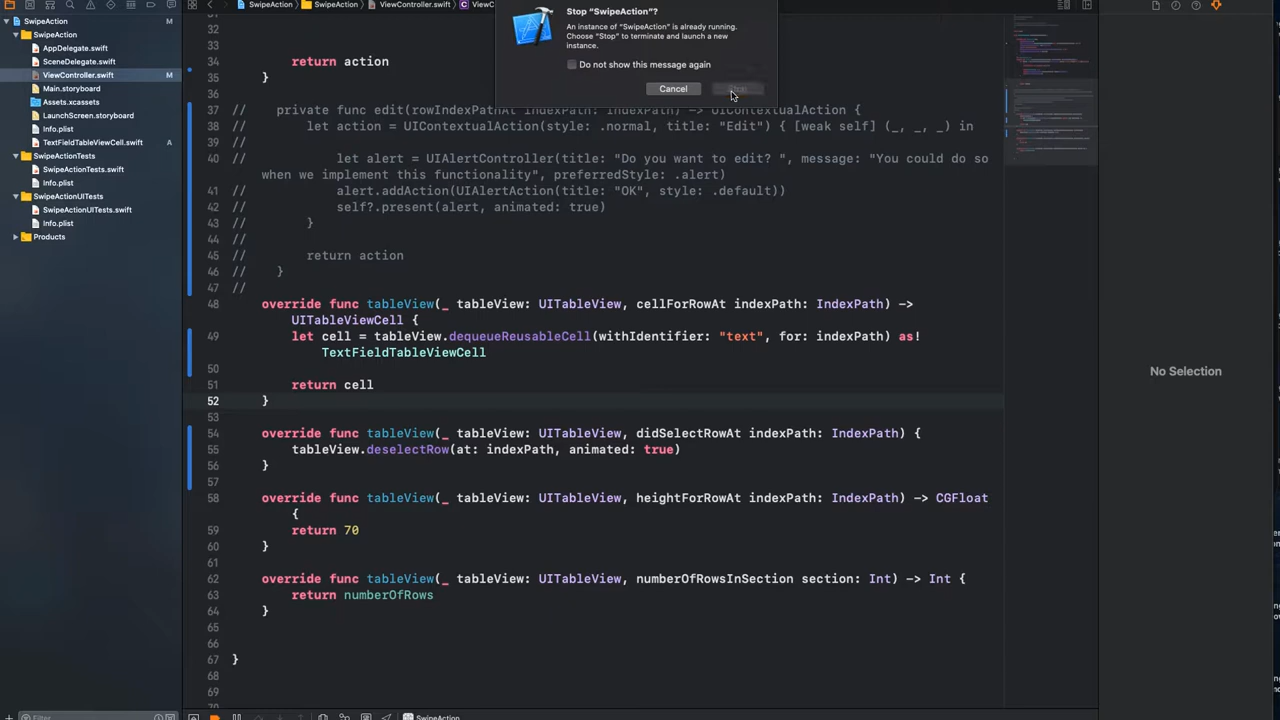 SwipeAction
SwipeAction
AppDelegate.swift
SceneDelegate.swift
ViewController.swift M
Main.storyboard
Assets.xcassets
LaunchScreen.storyboard
Info.plist
TextFieldTableViewCell.swift A
SwipeActionTests
SwipeActionTests.swift
Info.plist
SwipeActionUITests
SwipeActionUITests.swift
Info.plist
Products
Filter
SwipeAction SwipeAction ViewController.swift C
Stop “SwipeAction”?
An instance of “SwipeAction” is already running.
Choose “Stop” to terminate and launch a new
instance.
Do not show this message again
Cancel
31
32
33
34 return action
35 }
37 // private func edit(rowIndexPathAt indexPath: IndexPath) -> UIContextualAction {
38 // let action = UIContextualAction(style: .normal, title: "Edit") { [weak self] (_, _, _) in
39 //
40 // let alert = UIAlertController(title: "Do you want to edit? ", message: "You could do so
when we implement this functionality", preferredStyle: .alert)
41 // alert.addAction(UIAlertAction(title: "OK", style: .default))
42 // self?.present(alert, animated: true)
43 // }
44 //
45 // return action
46 // }
47 //
48 override func tableView(_ tableView: UITableView, cellForRowAt indexPath: IndexPath) ->
UITableViewCell {
49 let cell = tableView.dequeueReusableCell(withIdentifier: "text", for: indexPath) as!
TextFieldTableViewCell
50
51 return cell
52 }
53
54 override func tableView(_ tableView: UITableView, didSelectRowAt indexPath: IndexPath) {
55 tableView.deselectRow(at: indexPath, animated: true)
56 }
57
58 override func tableView(_ tableView: UITableView, heightForRowAt indexPath: IndexPath) -> CGFloat
{
59 return 70
60 }
61
62 override func tableView(_ tableView: UITableView, numberOfRowsInSection section: Int) -> Int {
63 return numberOfRows
64 }
65
66
67 }
68
69
SwipeAction
No Selection